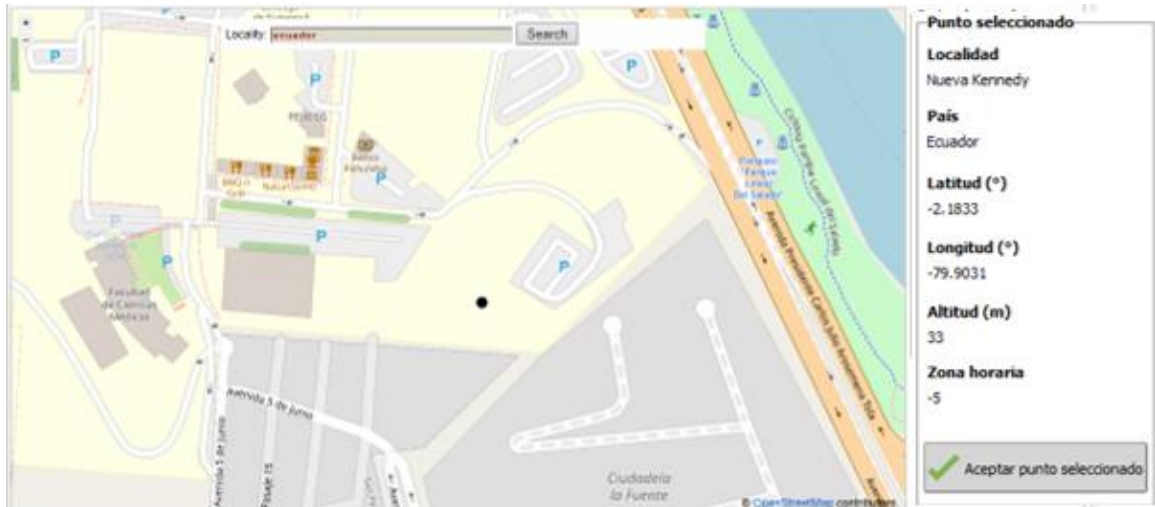 Locality: ecuador Search
P
P
P
P
P
P
P
P
Facultad
de Ciencias
Médicas
Avenida 5 de junio
Avenida 5 de junio
Pasaje 15
Parqueo
"Parque
Lineal
Del Salado"
Avenida Presidente Carlos Julio Arosemena Tola
Ciudadela
la Fuente
© OpenStreetMap contributors
Punto seleccionado
Localidad
Nueva Kennedy
País
Ecuador
Latitud (°)
-2.1833
Longitud (°)
-79.9031
Altitud (m)
33
Zona horaria
-5
Aceptar punto seleccionado